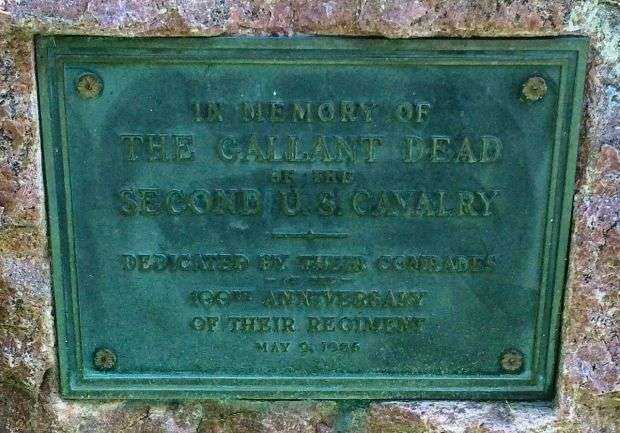 IN MEMORY OF
THE GALLANT DEAD
OF THE
SECOND U.S. CAVALRY
DEDICATED BY THEIR COMRADES
100TH ANNIVERSARY
OF THEIR REGIMENT
MAY 9, 1936